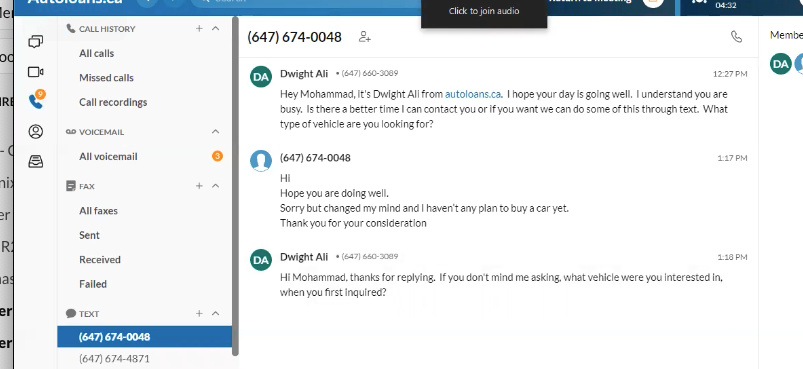 Autoloans.ca
Search
Click to join audio
Return to meeting
04:32
CALL HISTORY
All calls
Missed calls
Call recordings
9
VOICEMAIL
All voicemail
3
FAX
All faxes
Sent
Received
Failed
TEXT
(647) 674-0048
(647) 674-4871
(647) 674-0048
DA
Dwight Ali • (647) 660-3089
12:27 PM
Hey Mohammad, it's Dwight Ali from autoloans.ca. I hope your day is going well. I understand you are
busy. Is there a better time I can contact you or if you want we can do some of this through text. What
type of vehicle are you looking for?
(647) 674-0048
1:17 PM
Hi
Hope you are doing well.
Sorry but changed my mind and I haven't any plan to buy a car yet.
Thank you for your consideration
DA
Dwight Ali • (647) 660-3089
1:18 PM
Hi Mohammad, thanks for replying. If you don't mind me asking, what vehicle were you interested in,
when you first inquired?
DA